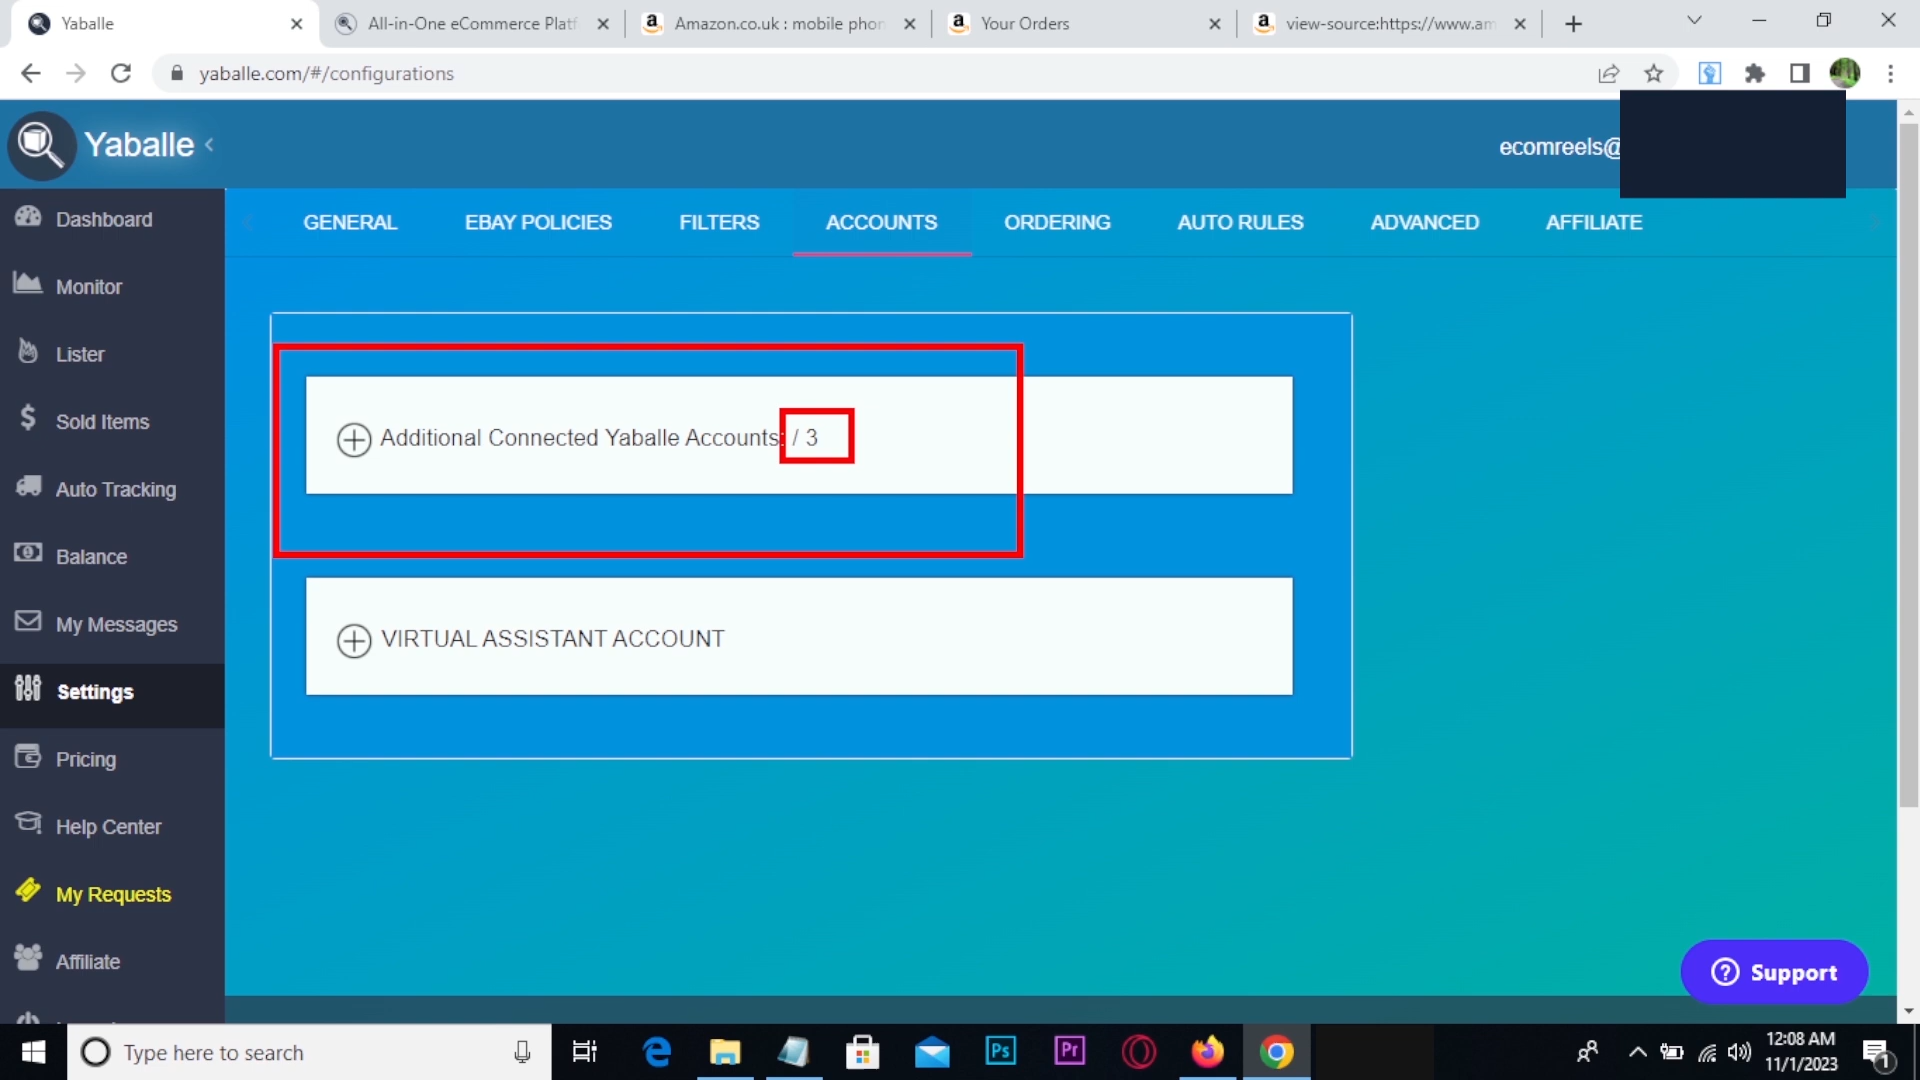 Yaballe
All-in-One eCommerce Platf
Amazon.co.uk : mobile phon
Your Orders
view-source:https://www.am
yaballe.com/#/configurations
Yaballe
ecomreels@
Dashboard
Monitor
Lister
Sold Items
Auto Tracking
Balance
My Messages
Settings
Pricing
Help Center
My Requests
Affiliate
GENERAL EBAY POLICIES FILTERS ACCOUNTS ORDERING AUTO RULES ADVANCED AFFILIATE
Additional Connected Yaballe Accounts: / 3
VIRTUAL ASSISTANT ACCOUNT
Support
Type here to search
Ps
Pr
12:08 AM
11/1/2023
1